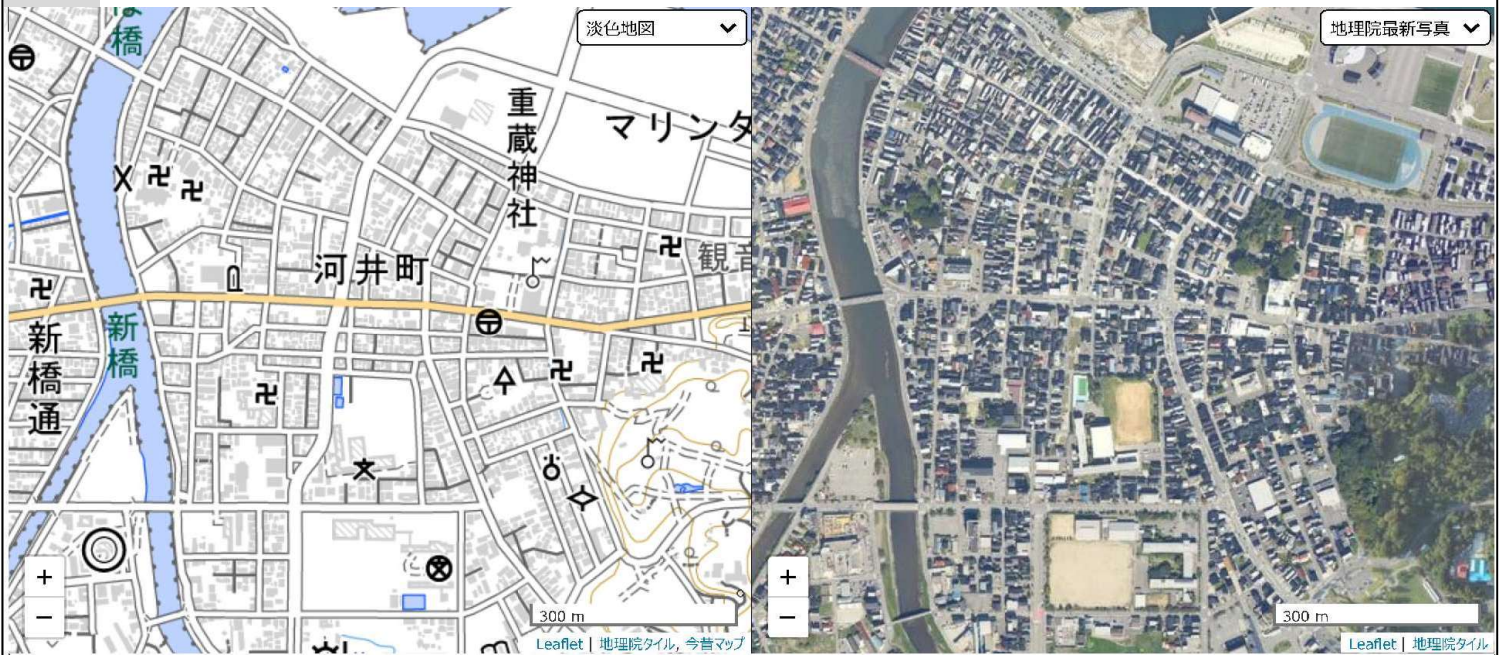 橋
淡色地図
重蔵神社
マリンタ
河井町
観音
新橋
新橋通
+
−
300 m
Leaflet | 地理院タイル, 今昔マップ
地理院最新写真
+
−
300 m
Leaflet | 地理院タイル